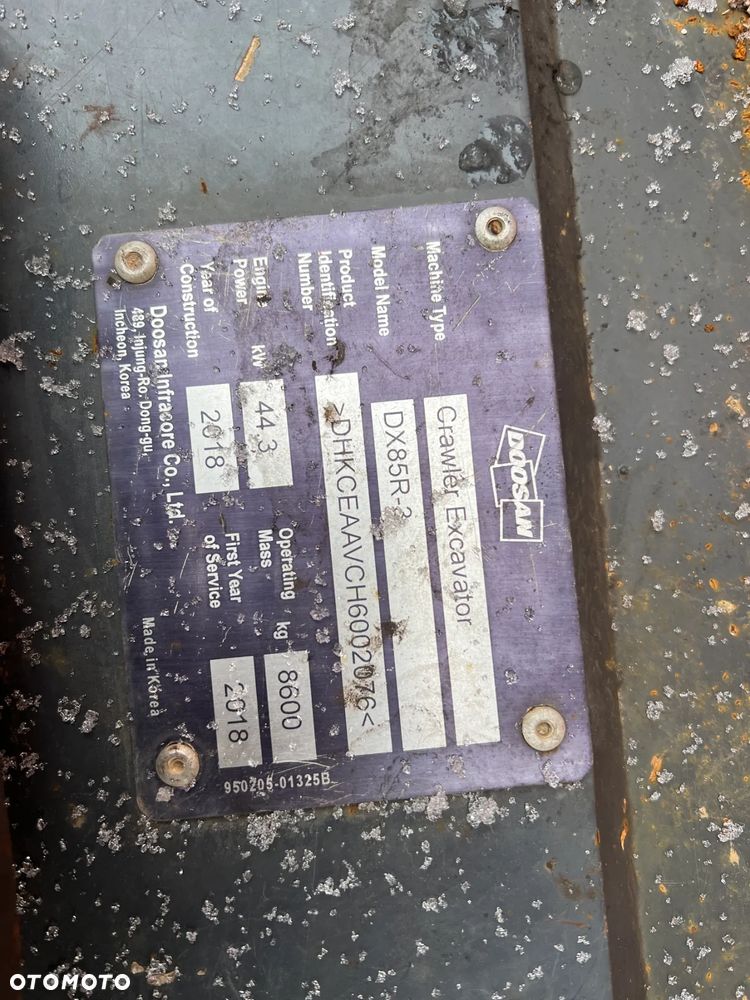 DOOSAN
Machine Type
Crawler Excavator
Model Name
DX85R-3
Product
Identification
Number
>DHKCEAAVCH6002076<
Engine
Power
kW
44.3
Operating
Mass
kg
8600
Year of
Construction
2018
First Year
of Service
2018
Doosan Infracore Co., Ltd.
489, Injung-Ro, Dong-gu,
Incheon, Korea
Made in Korea
950205-01325B
OTOMOTO